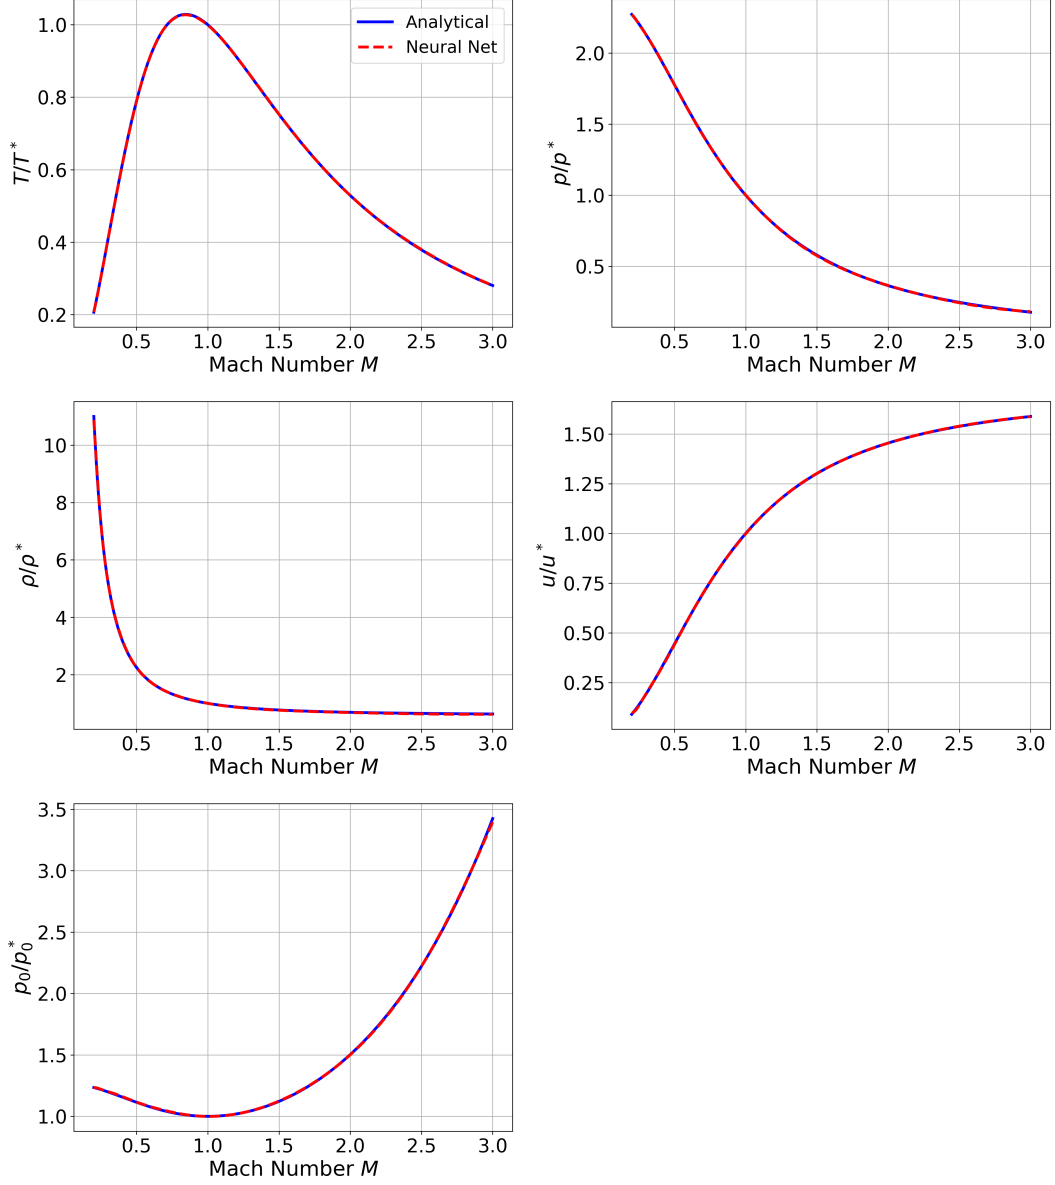 Analytical
Neural Net
T/T*
1.0
0.8
0.6
0.4
0.2
0.5 1.0 1.5 2.0 2.5 3.0
Mach Number M
p/p*
2.0
1.5
1.0
0.5
0.5 1.0 1.5 2.0 2.5 3.0
Mach Number M
ρ/ρ*
10
8
6
4
2
0.5 1.0 1.5 2.0 2.5 3.0
Mach Number M
u/u*
1.50
1.25
1.00
0.75
0.50
0.25
0.5 1.0 1.5 2.0 2.5 3.0
Mach Number M
p₀/p₀*
3.5
3.0
2.5
2.0
1.5
1.0
0.5 1.0 1.5 2.0 2.5 3.0
Mach Number M